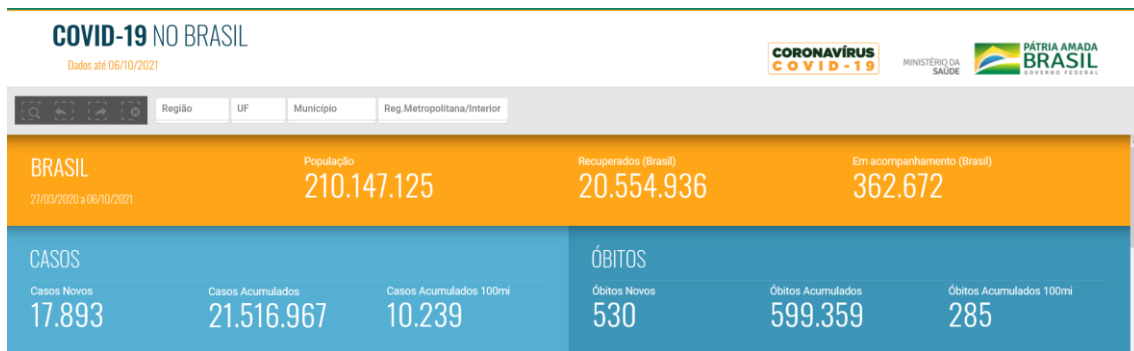 COVID-19 NO BRASIL
Dados até 06/10/2021
CORONAVÍRUS
COVID-19
MINISTÉRIO DA
SAÚDE
PÁTRIA AMADA
BRASIL
GOVERNO FEDERAL
Região UF Município Reg.Metropolitana/Interior
BRASIL
27/03/2020 a 06/10/2021
População
210.147.125
Recuperados (Brasil)
20.554.936
Em acompanhamento (Brasil)
362.672
CASOS
Casos Novos
17.893
Casos Acumulados
21.516.967
Casos Acumulados 100mi
10.239
ÓBITOS
Óbitos Novos
530
Óbitos Acumulados
599.359
Óbitos Acumulados 100mi
285